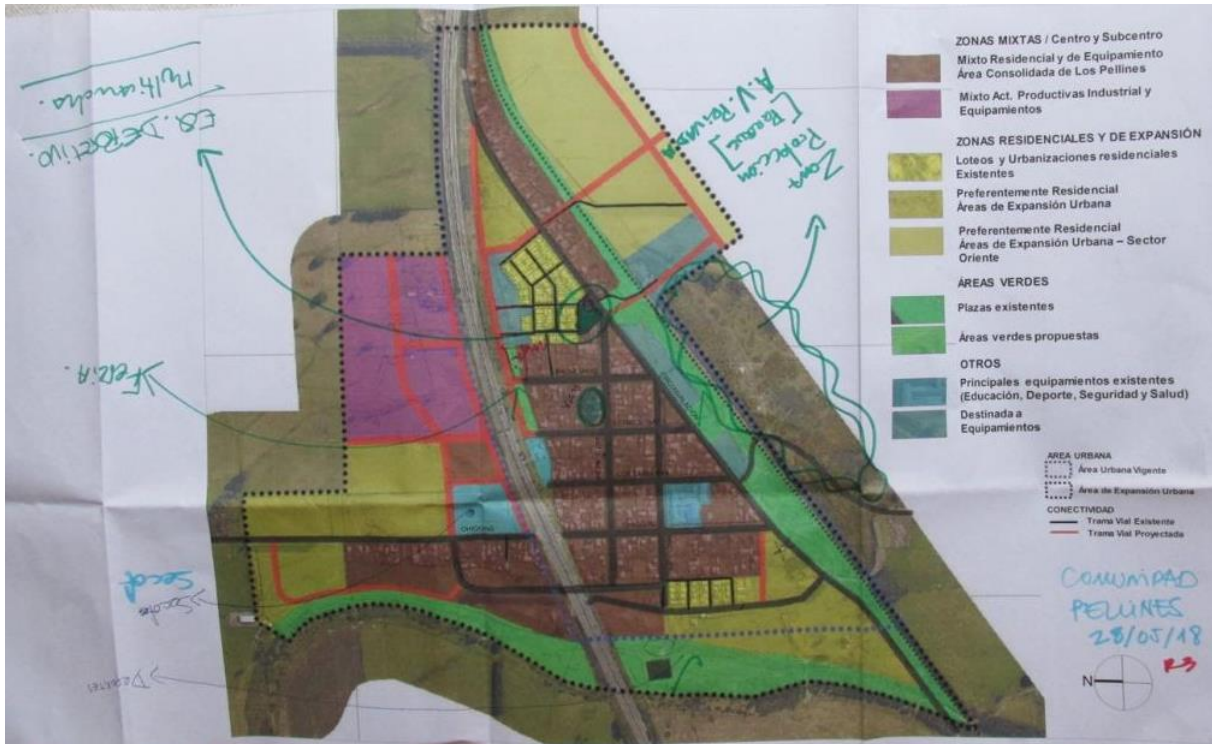 ZONAS MIXTAS / Centro y Subcentro
Mixto Residencial y de Equipamiento
Área Consolidada de Los Pellines
Mixto Act. Productivas Industrial y
Equipamientos
ZONAS RESIDENCIALES Y DE EXPANSIÓN
Loteos y Urbanizaciones residenciales
Existentes
Preferentemente Residencial
Áreas de Expansión Urbana
Preferentemente Residencial
Áreas de Expansión Urbana – Sector
Oriente
ÁREAS VERDES
Plazas existentes
Áreas verdes propuestas
OTROS
Principales equipamientos existentes
(Educación, Deporte, Seguridad y Salud)
Destinada a
Equipamientos
AREA URBANA
Área Urbana Vigente
Área de Expansión Urbana
CONECTIVIDAD
Trama Vial Existente
Trama Vial Proyectada
COMUNIDAD
PELLINES
28/05/18
R3
N
EQ. DEPORTIVO.
Multicancha.
Zona
Protección
[Parque]
A.V. PRIVADA
FERIA.